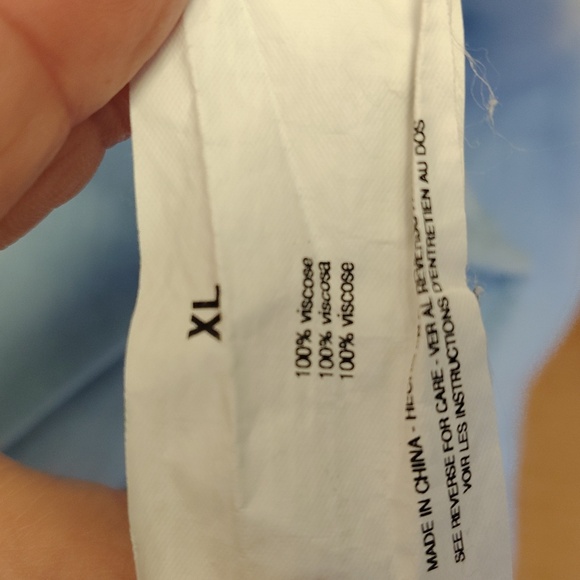 XL
100% viscose
100% viscosa
100% viscose
MADE IN CHINA -
SEE REVERSE FOR CARE - VER AL REVERSO
VOIR LES INSTRUCTIONS D'ENTRETIEN AU DOS